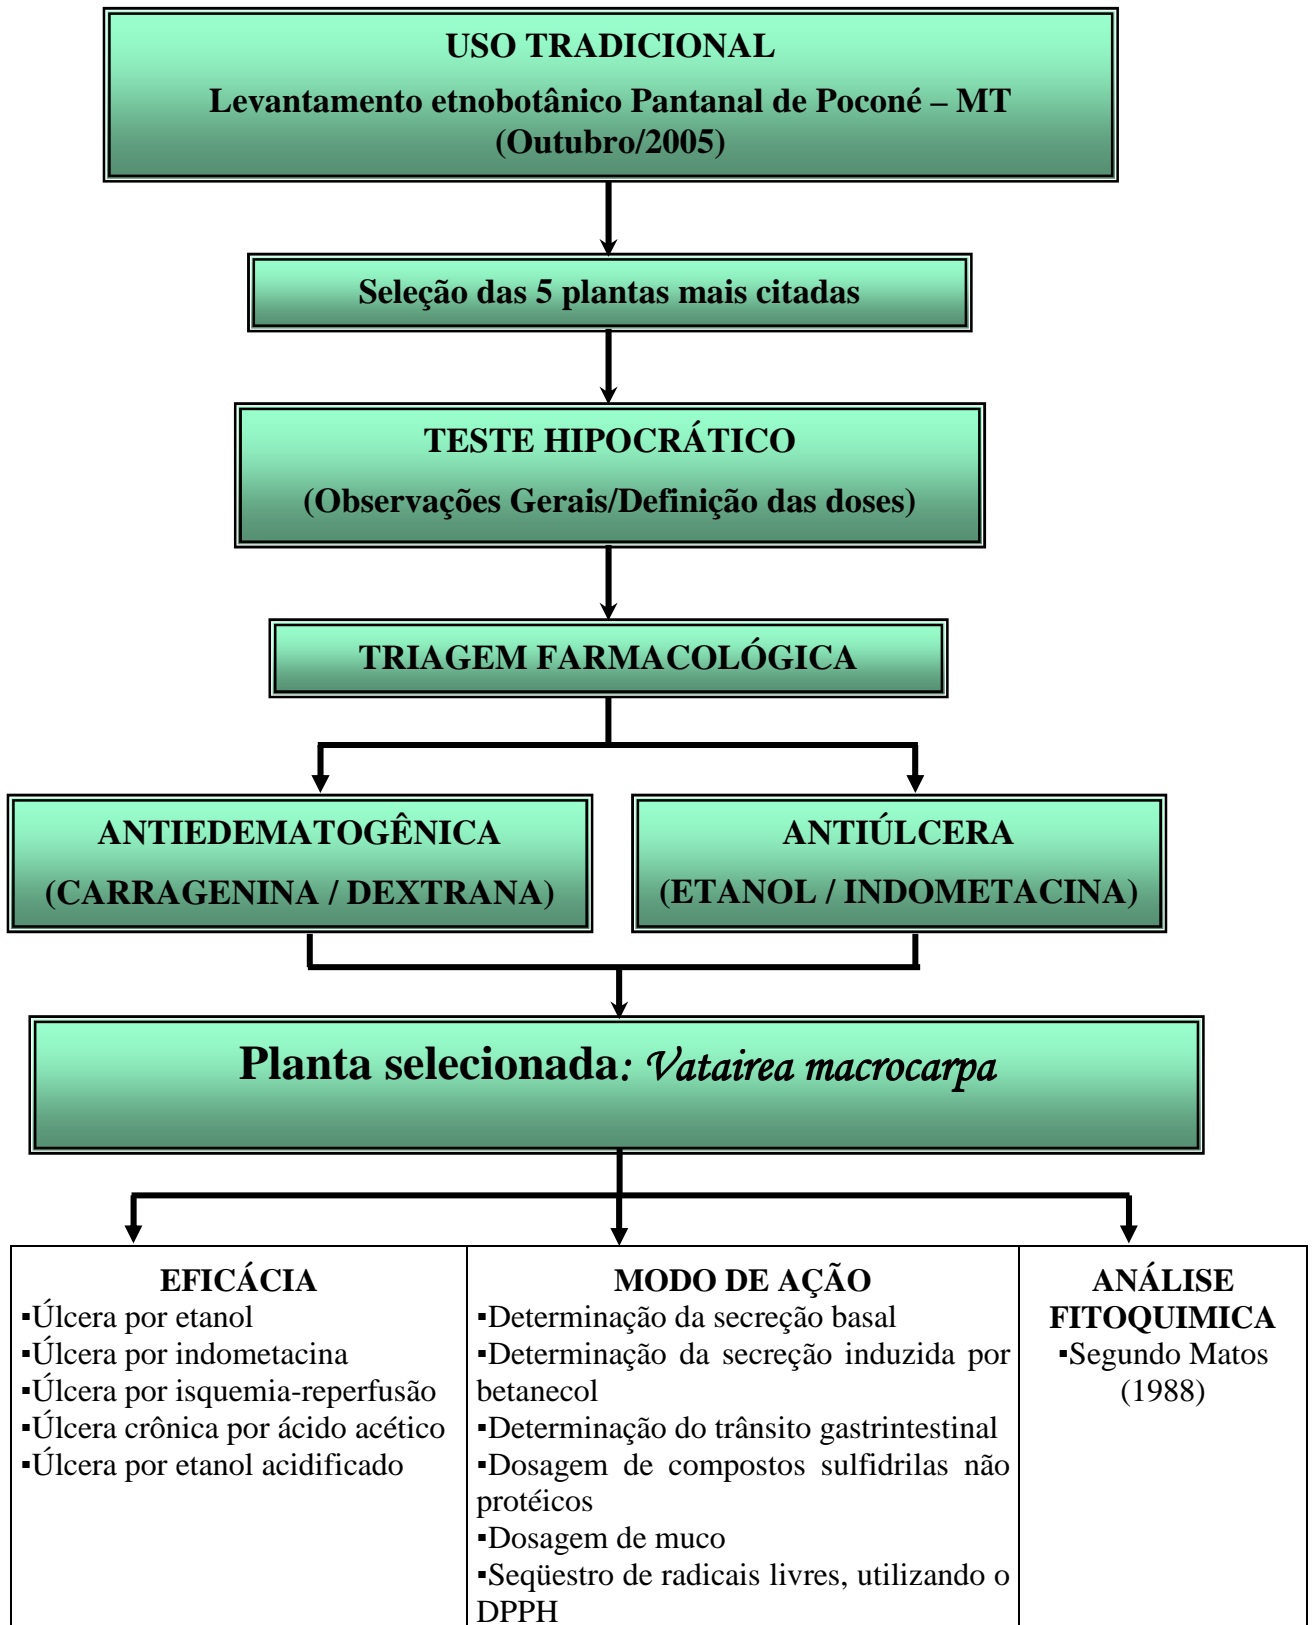 USO TRADICIONAL
Levantamento etnobotânico Pantanal de Poconé – MT
(Outubro/2005)
Seleção das 5 plantas mais citadas
TESTE HIPOCRÁTICO
(Observações Gerais/Definição das doses)
TRIAGEM FARMACOLÓGICA
ANTIEDEMATOGÊNICA
(CARRAGENINA / DEXTRANA)
ANTIÚLCERA
(ETANOL / INDOMETACINA)
Planta selecionada: Vatairea macrocarpa
EFICÁCIA
▪Úlcera por etanol
▪Úlcera por indometacina
▪Úlcera por isquemia-reperfusão
▪Úlcera crônica por ácido acético
▪Úlcera por etanol acidificado
MODO DE AÇÃO
▪Determinação da secreção basal
▪Determinação da secreção induzida por
betanecol
▪Determinação do trânsito gastrintestinal
▪Dosagem de compostos sulfidrilas não
protéicos
▪Dosagem de muco
▪Seqüestro de radicais livres, utilizando o
DPPH
ANÁLISE
FITOQUIMICA
▪Segundo Matos
(1988)